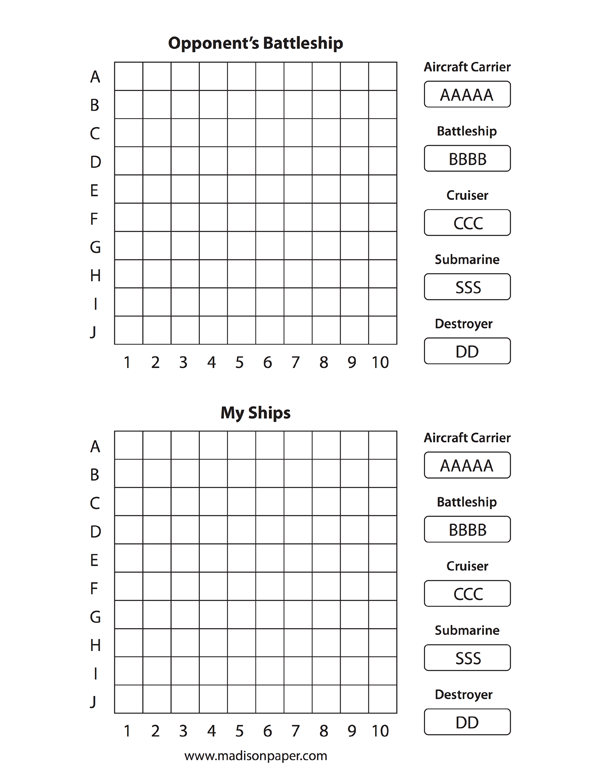 Opponent's Battleship
A
B
C
D
E
F
G
H
I
J
1 2 3 4 5 6 7 8 9 10
Aircraft Carrier
AAAAA
Battleship
BBBB
Cruiser
CCC
Submarine
SSS
Destroyer
DD
My Ships
A
B
C
D
E
F
G
H
I
J
1 2 3 4 5 6 7 8 9 10
Aircraft Carrier
AAAAA
Battleship
BBBB
Cruiser
CCC
Submarine
SSS
Destroyer
DD
www.madisonpaper.com